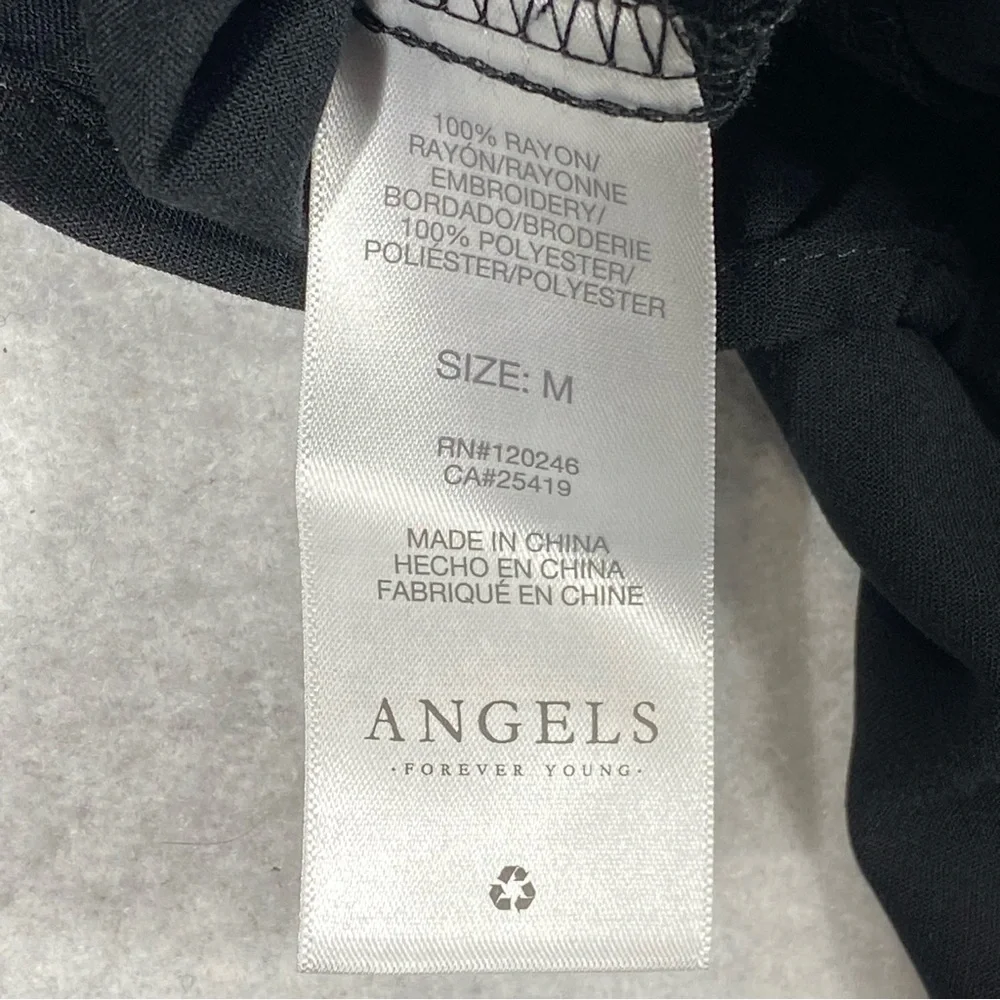 100% RAYON/
RAYÓN/RAYONNE
EMBROIDERY/
BORDADO/BRODERIE
100% POLYESTER/
POLIESTER/POLYESTER
SIZE: M
RN#120246
CA#25419
MADE IN CHINA
HECHO EN CHINA
FABRIQUÉ EN CHINE
ANGELS
·FOREVER YOUNG·